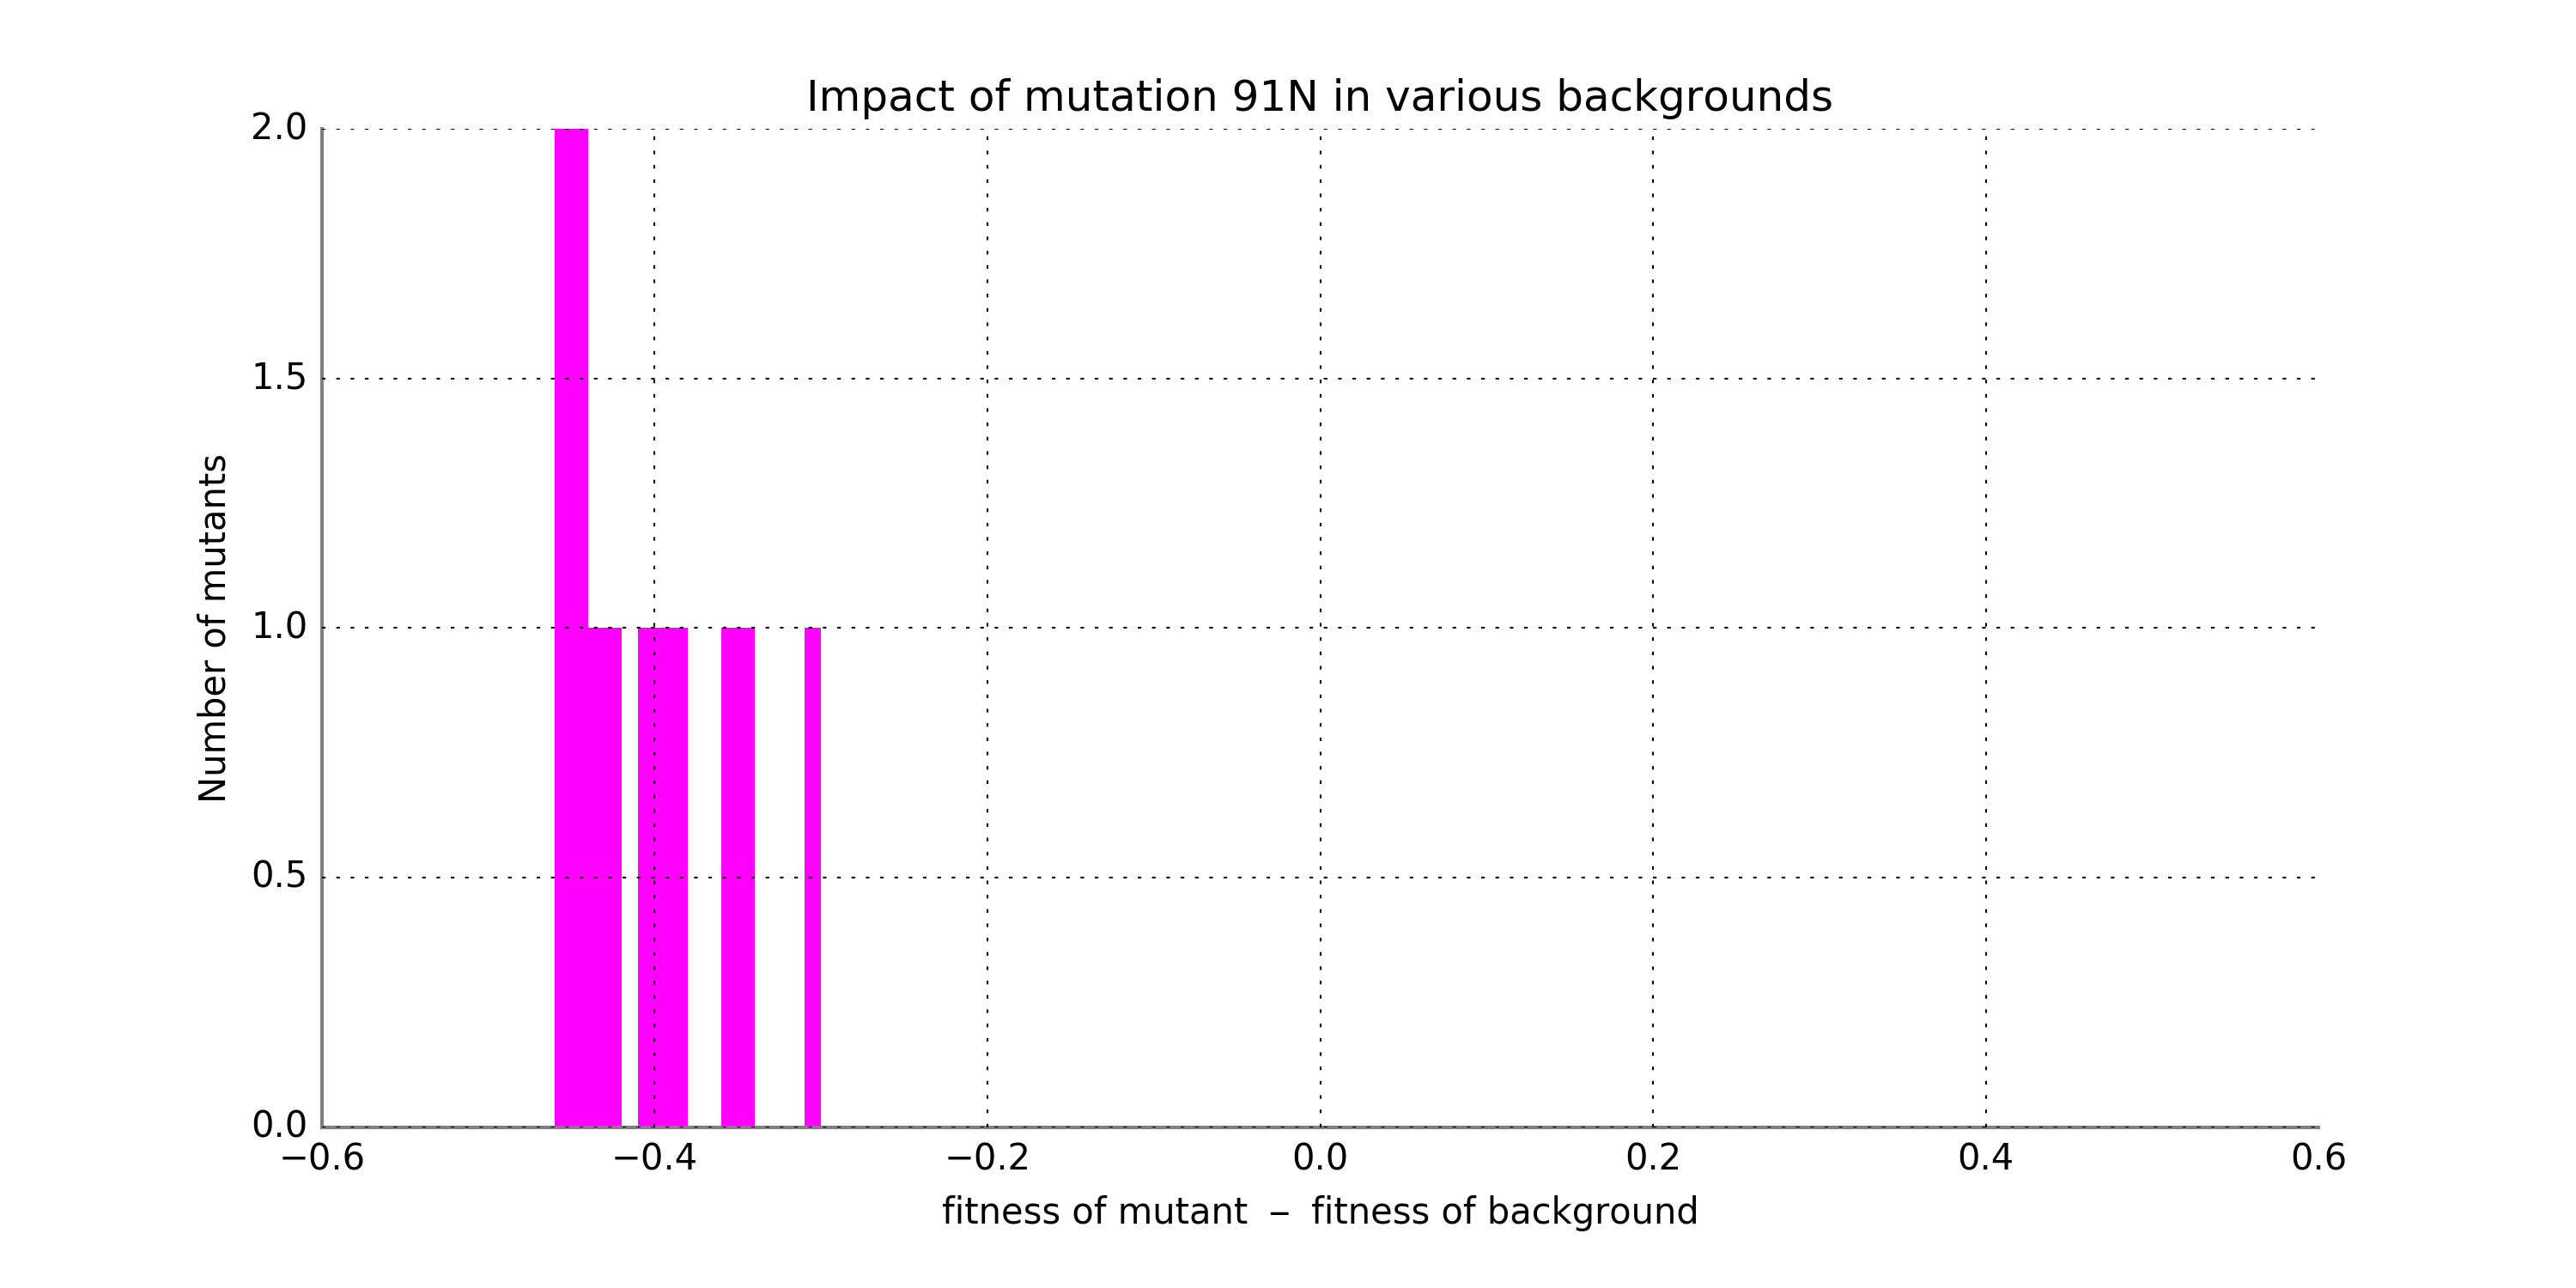 Impact of mutation 91N in various backgrounds
2.0
1.5
1.0
0.5
0.0
Number of mutants
−0.6 −0.4 −0.2 0.0 0.2 0.4 0.6
fitness of mutant − fitness of background